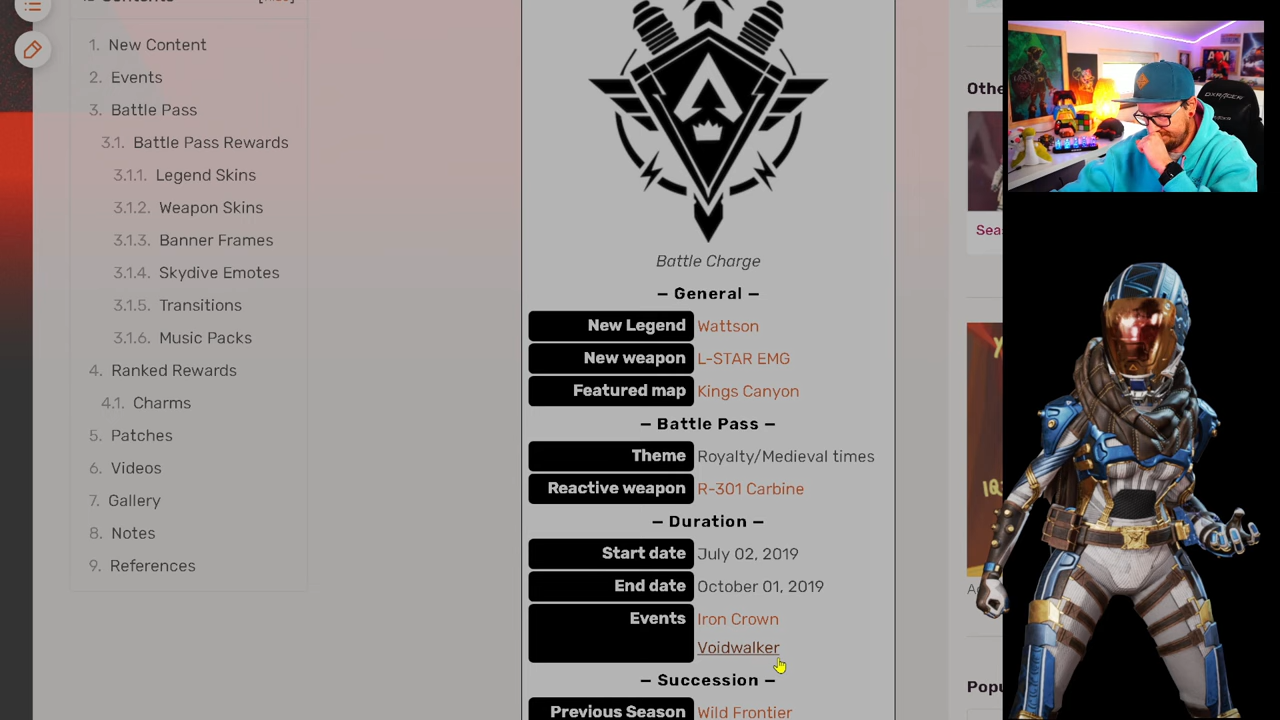 1. New Content
2. Events
3. Battle Pass
3.1. Battle Pass Rewards
3.1.1. Legend Skins
3.1.2. Weapon Skins
3.1.3. Banner Frames
3.1.4. Skydive Emotes
3.1.5. Transitions
3.1.6. Music Packs
4. Ranked Rewards
4.1. Charms
5. Patches
6. Videos
7. Gallery
8. Notes
9. References
Battle Charge
– General –
New Legend Wattson
New weapon L-STAR EMG
Featured map Kings Canyon
– Battle Pass –
Theme Royalty/Medieval times
Reactive weapon R-301 Carbine
– Duration –
Start date July 02, 2019
End date October 01, 2019
Events Iron Crown
Voidwalker
– Succession –
Previous Season Wild Frontier
Othe
Sea
Popu
DXRACER